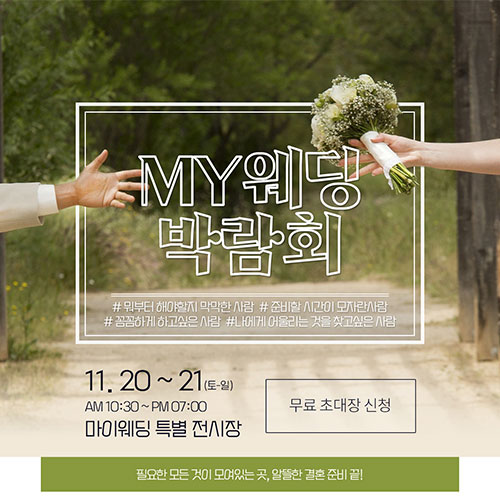 MY웨딩
박람회
# 뭐부터 해야할지 막막한 사람 # 준비할 시간이 모자란사람
# 꼼꼼하게 하고싶은 사람 #나에게 어울리는 것을 찾고싶은 사람
11. 20 ~ 21 (토-일)
AM 10:30 ~ PM 07:00
마이웨딩 특별 전시장
무료 초대장 신청
필요한 모든 것이 모여있는 곳, 알뜰한 결혼 준비 끝!